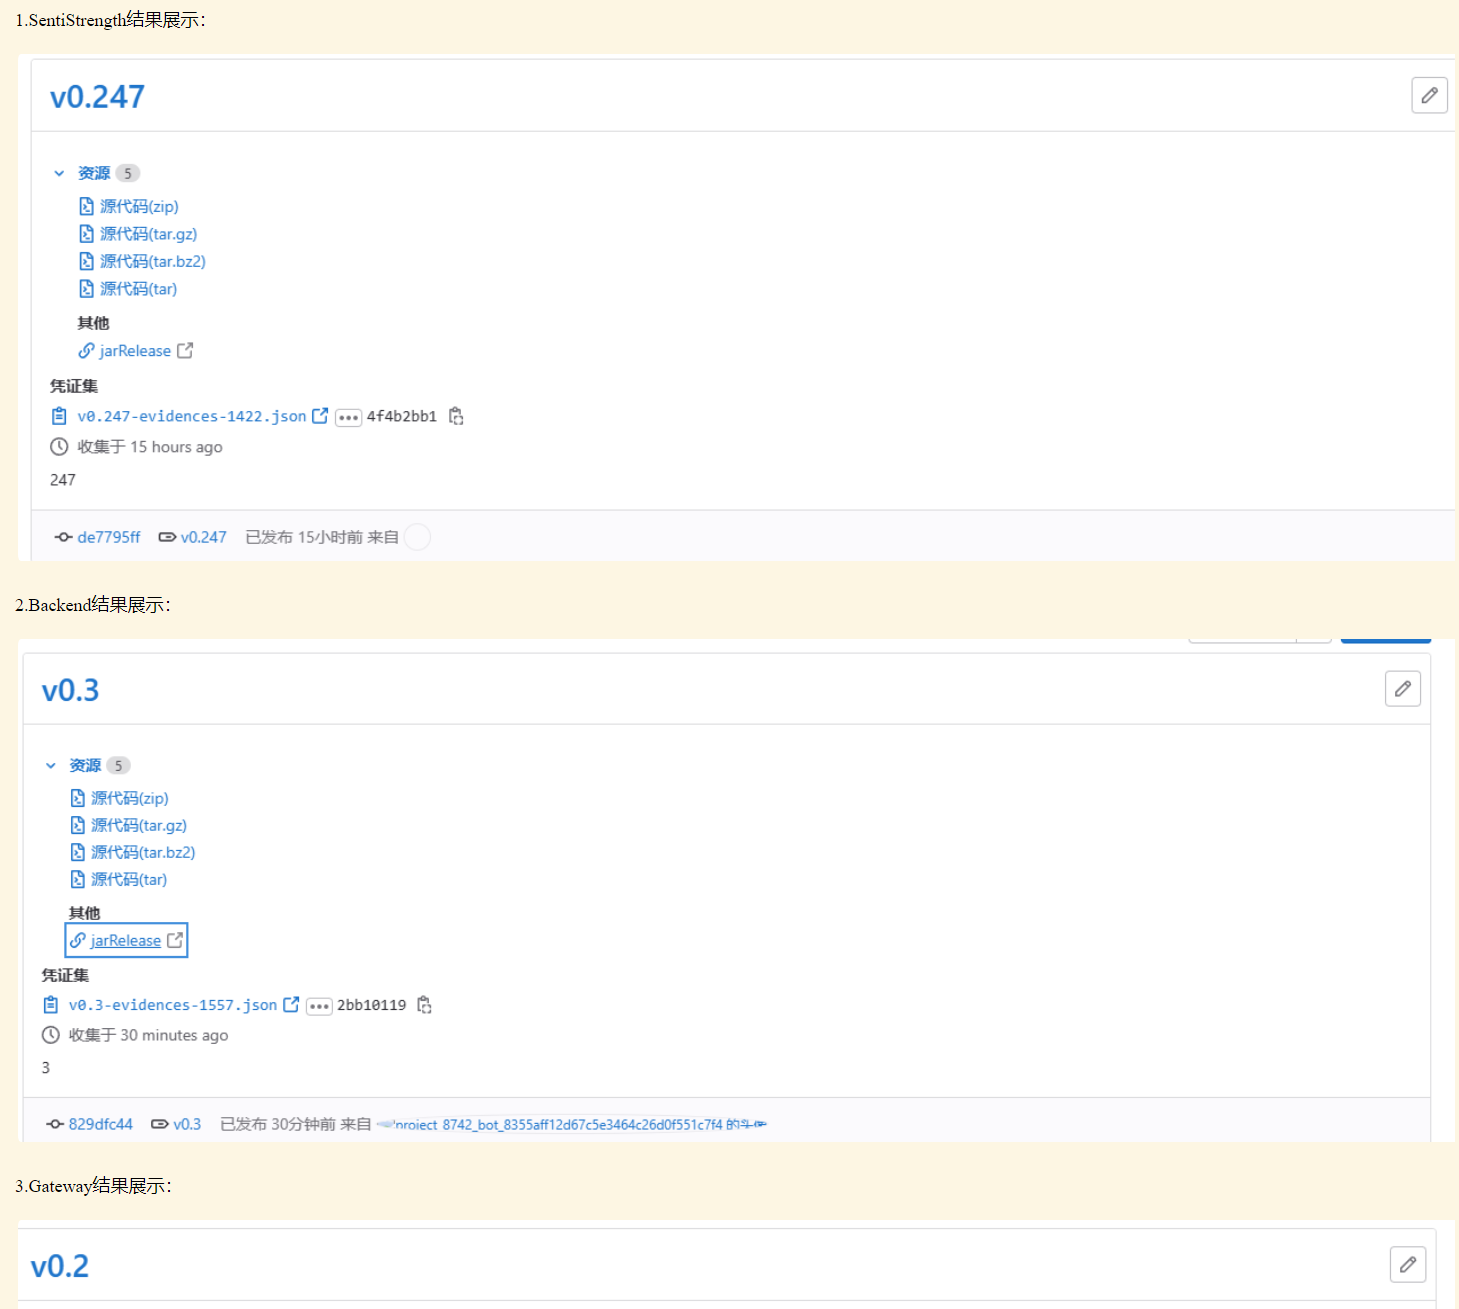 1.SentiStrength结果展示：
v0.247
资源 5
源代码(zip)
源代码(tar.gz)
源代码(tar.bz2)
源代码(tar)
其他
jarRelease
凭证集
v0.247-evidences-1422.json ••• 4f4b2bb1
收集于 15 hours ago
247
de7795ff v0.247 已发布 15小时前 来自
2.Backend结果展示：
v0.3
资源 5
源代码(zip)
源代码(tar.gz)
源代码(tar.bz2)
源代码(tar)
其他
jarRelease
凭证集
v0.3-evidences-1557.json ••• 2bb10119
收集于 30 minutes ago
3
829dfc44 v0.3 已发布 30分钟前 来自 project_8742_bot_8355aff12d67c5e3464c26d0f551c7f4 的头
3.Gateway结果展示：
v0.2